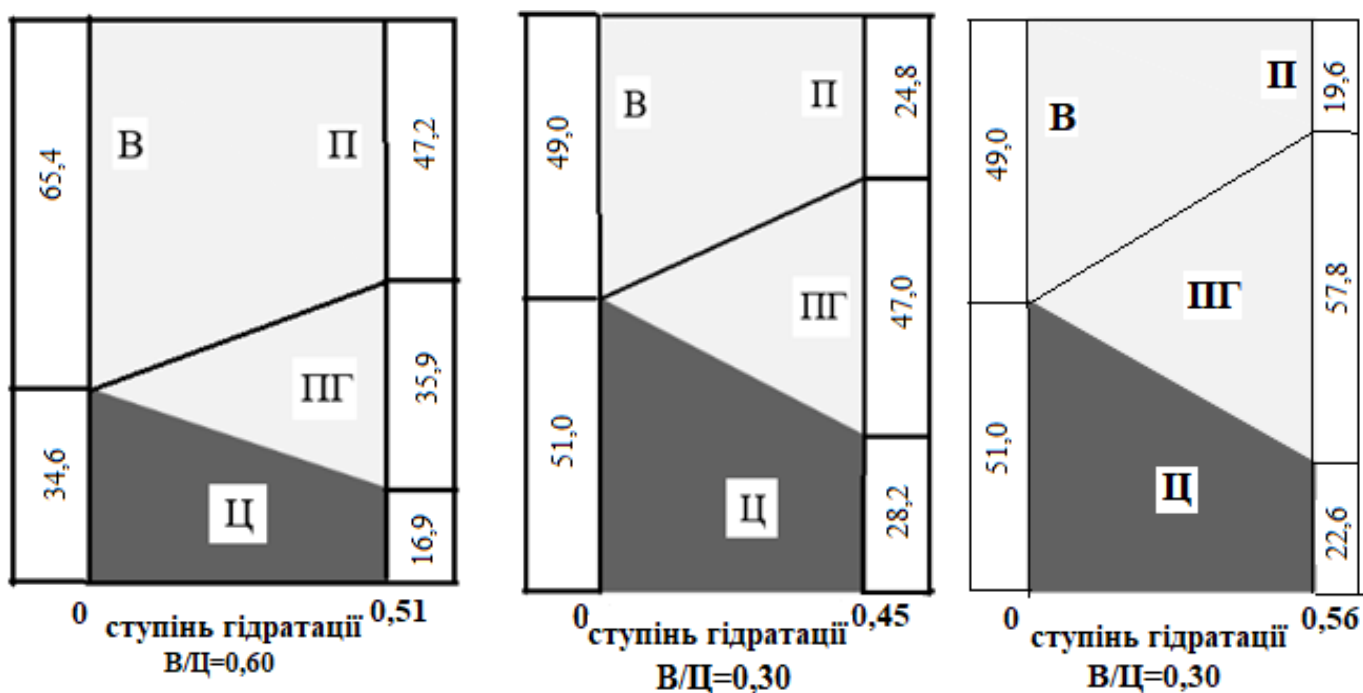 65,4
34,6
В
П
ПГ
Ц
47,2
35,9
16,9
0
0,51
ступінь гідратації
В/Ц=0,60
49,0
51,0
В
П
ПГ
Ц
24,8
47,0
28,2
0
0,45
ступінь гідратації
В/Ц=0,30
49,0
51,0
В
П
ПГ
Ц
19,6
57,8
22,6
0
0,56
ступінь гідратації
В/Ц=0,30